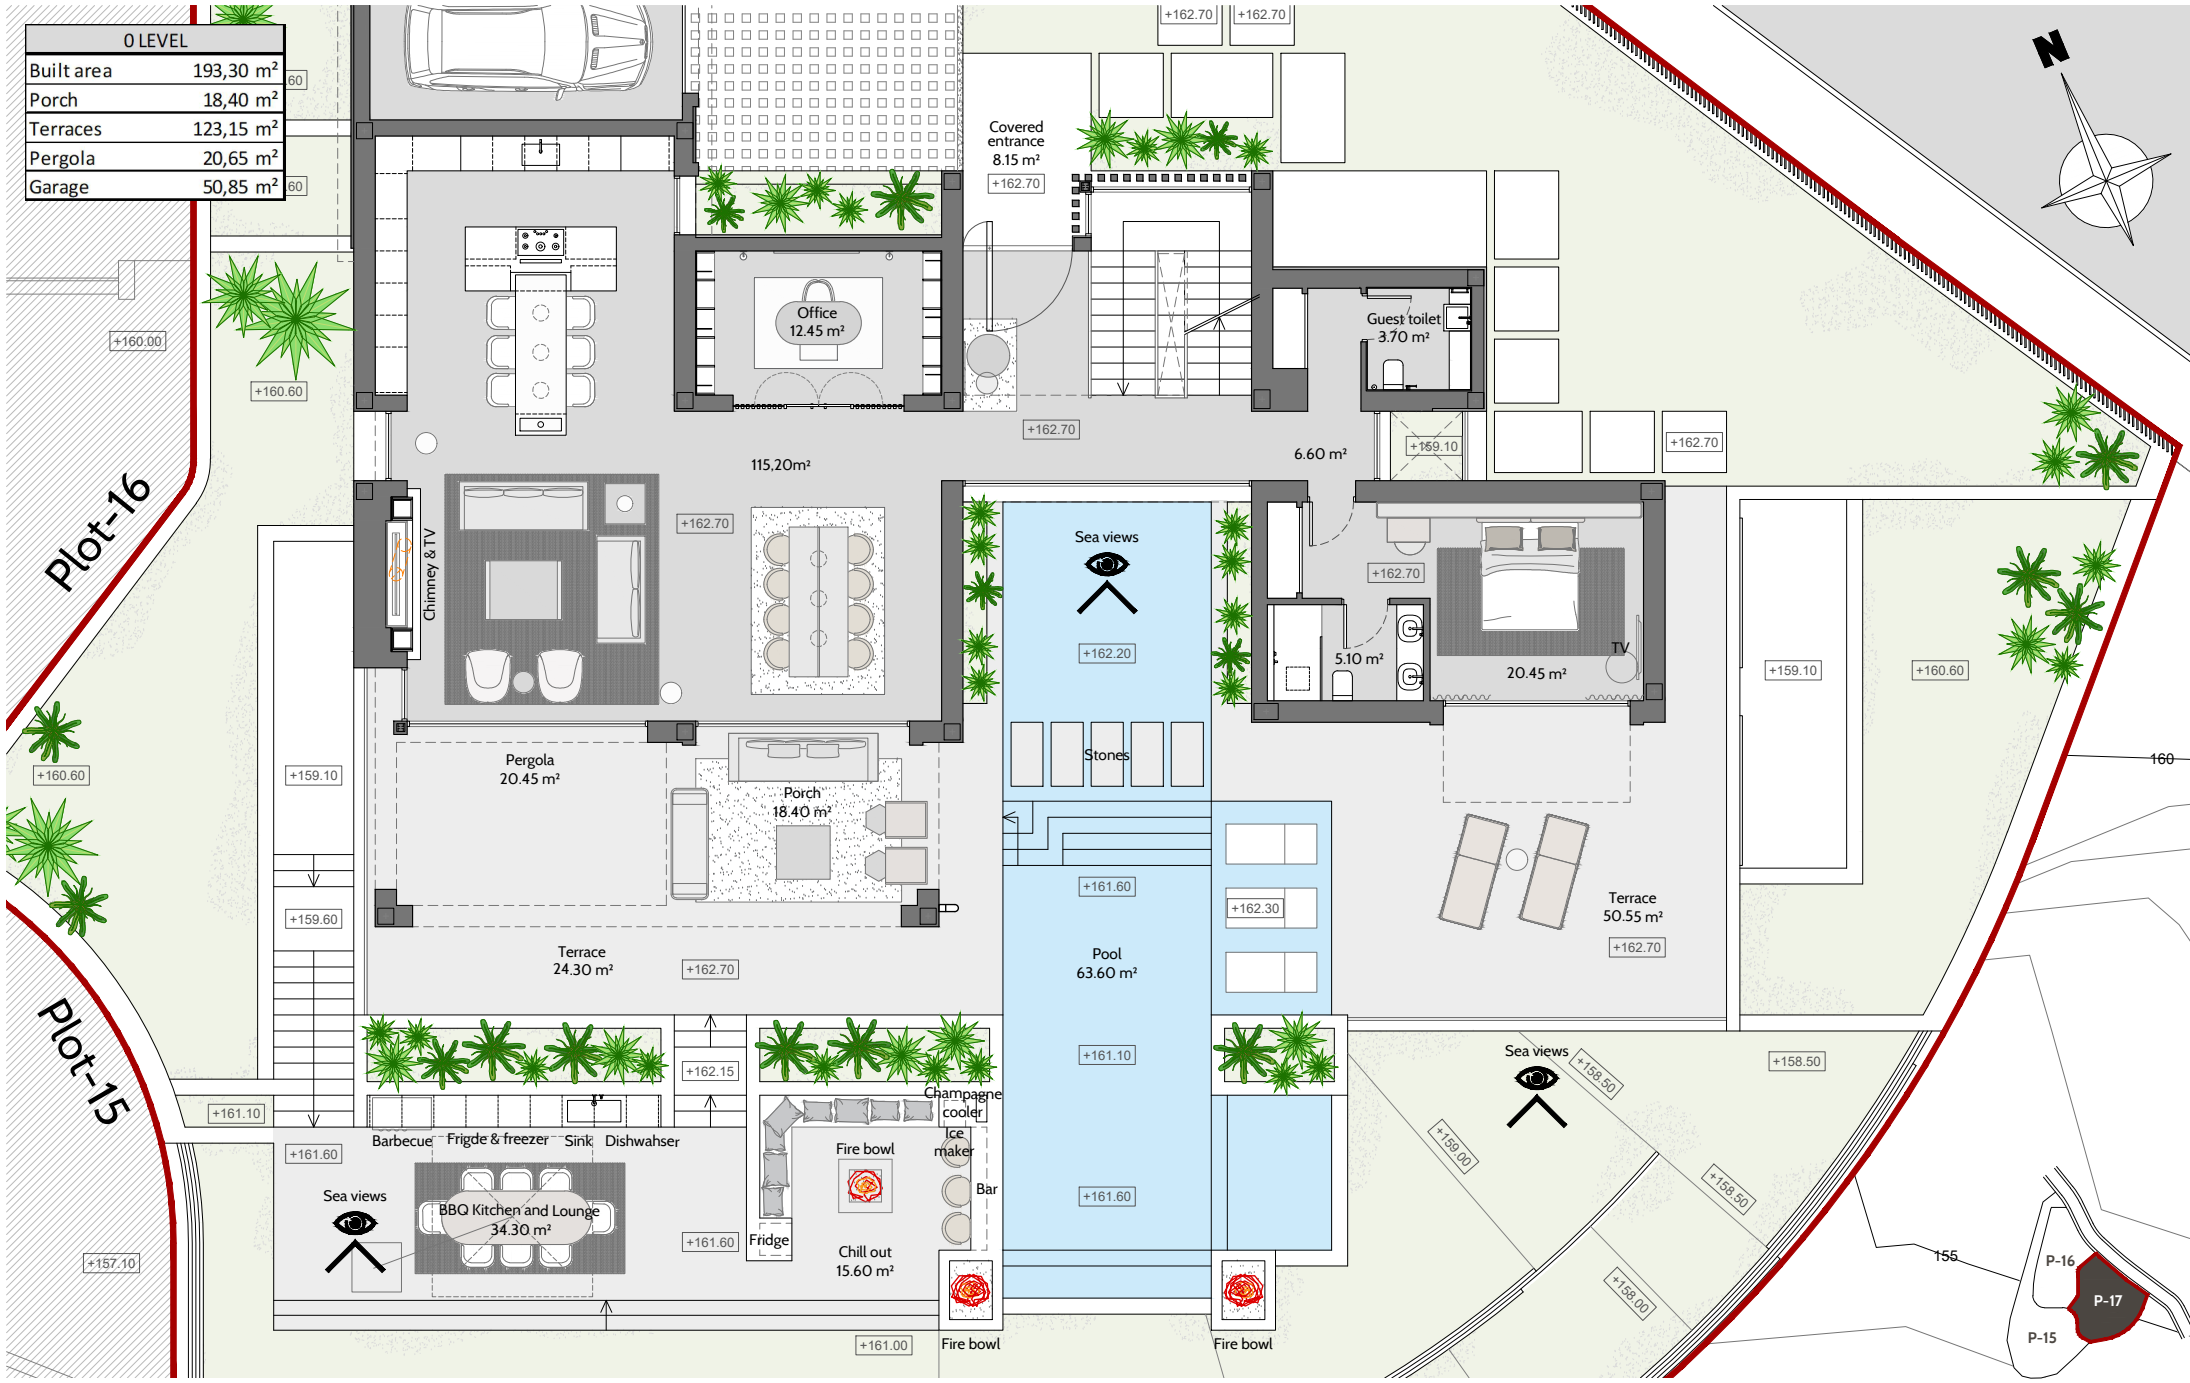 0 LEVEL
Built area 193,30 m²
Porch 18,40 m²
Terraces 123,15 m²
Pergola 20,65 m²
Garage 50,85 m²
60
60
+162.70 +162.70
N
Covered
entrance
8.15 m²
+162.70
+160.00
+160.60
Office
12.45 m²
Guest toilet
3.70 m²
+162.70
115,20m²
6.60 m²
+159.10
+162.70
Plot-16
Chimney & TV
+162.70
Sea views
+162.70
+162.20
5.10 m²
TV
20.45 m²
+159.10
+160.60
+160.60
+159.10
Pergola
20.45 m²
Porch
18.40 m²
Stones
160
+159.60
+161.60
+162.30
Terrace
50.55 m²
+162.70
Terrace
24.30 m²
+162.70
Pool
63.60 m²
Plot-15
+161.10
+162.15
+161.10
Sea views
+158.50
+158.50
Champagne
cooler
Barbecue
Frigde & freezer
Sink
Dishwahser
Ice
maker
Fire bowl
+161.60
+159.00
+158.50
Sea views
BBQ Kitchen and Lounge
34.30 m²
Bar
+161.60
+161.60
Fridge
Chill out
15.60 m²
+157.10
155
+158.00
P-16
P-17
P-15
+161.00
Fire bowl
Fire bowl